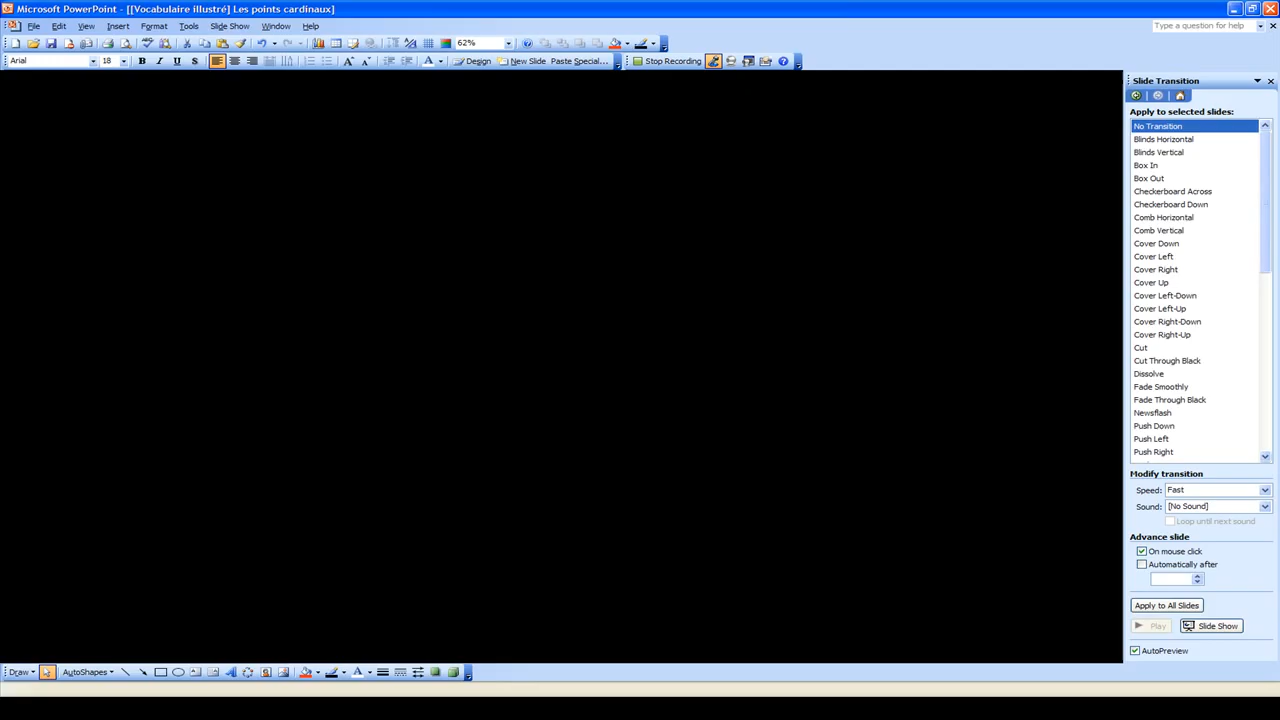 Microsoft PowerPoint - [[Vocabulaire illustré] Les points cardinaux]
File Edit View Insert Format Tools Slide Show Window Help
Type a question for help
62%
Arial 18 B I U S A Design New Slide Paste Special... Stop Recording
Slide Transition
Apply to selected slides:
No Transition
Blinds Horizontal
Blinds Vertical
Box In
Box Out
Checkerboard Across
Checkerboard Down
Comb Horizontal
Comb Vertical
Cover Down
Cover Left
Cover Right
Cover Up
Cover Left-Down
Cover Left-Up
Cover Right-Down
Cover Right-Up
Cut
Cut Through Black
Dissolve
Fade Smoothly
Fade Through Black
Newsflash
Push Down
Push Left
Push Right
Modify transition
Speed: Fast
Sound: [No Sound]
Loop until next sound
Advance slide
On mouse click
Automatically after
Apply to All Slides
Play Slide Show
AutoPreview
Draw AutoShapes